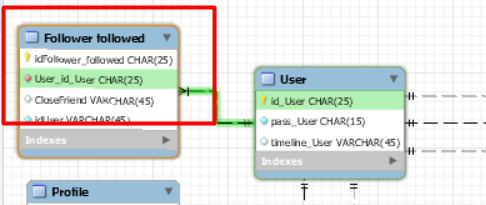 Follower followed
idFollower_followed CHAR(25)
User_id_User CHAR(25)
CloseFriend VARCHAR(45)
idUser VARCHAR(45)
Indexes
User
id_User CHAR(25)
pass_User CHAR(15)
timeline_User VARCHAR(45)
Indexes
Profile